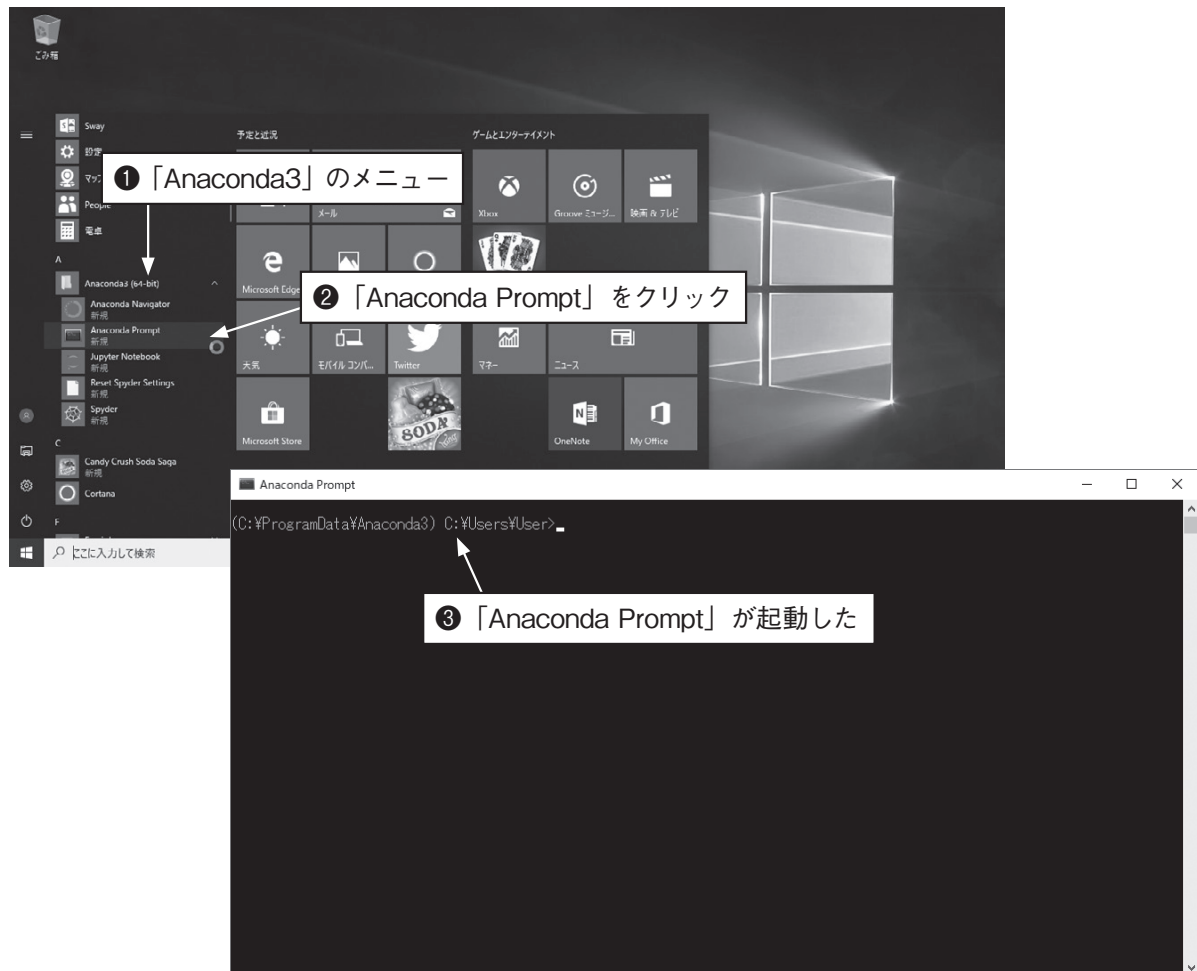 ごみ箱
Sway
設定
❶「Anaconda3」のメニュー
People
電卓
A
Anaconda3 (64-bit)
Anaconda Navigator
新規
Anaconda Prompt
新規
Jupyter Notebook
新規
Reset Spyder Settings
新規
Spyder
新規
C
Candy Crush Soda Saga
新規
Cortana
F
ここに入力して検索
予定と近況
メール
Microsoft Edge
❷「Anaconda Prompt」をクリック
天気
モバイル コンパ...
Twitter
Microsoft Store
SODA
ゲームとエンターテイメント
Xbox
Groove ミュージ...
映画 & テレビ
マネー
ニュース
OneNote
My Office
Anaconda Prompt
(C:¥ProgramData¥Anaconda3) C:¥Users¥User>
❸「Anaconda Prompt」が起動した